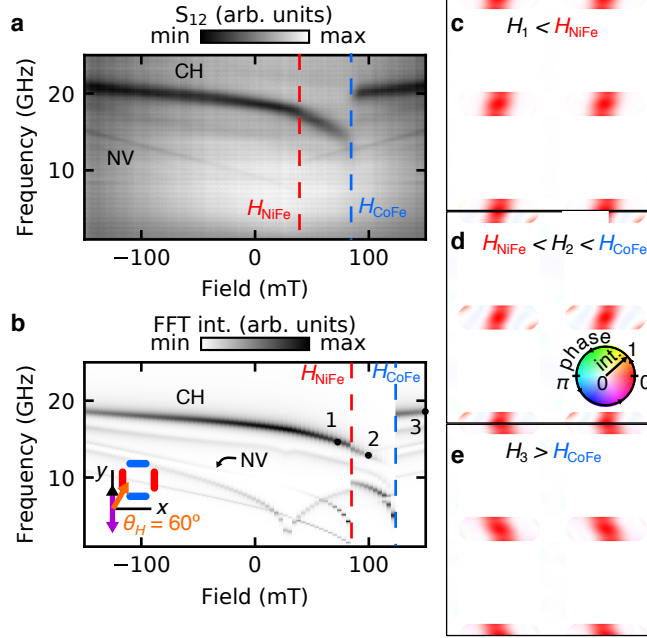 a
S12 (arb. units)
min max
CH
NV
HNiFe
HCoFe
Frequency (GHz)
20
10
−100 0 100
Field (mT)
b
FFT int. (arb. units)
min max
HNiFe HCoFe
CH
1
2
3
NV
y
x
θH = 60º
Frequency (GHz)
20
10
−100 0 100
Field (mT)
c
H1 < HNiFe
d
HNiFe < H2 < HCoFe
phase
int.
1
π 0 0
e
H3 > HCoFe